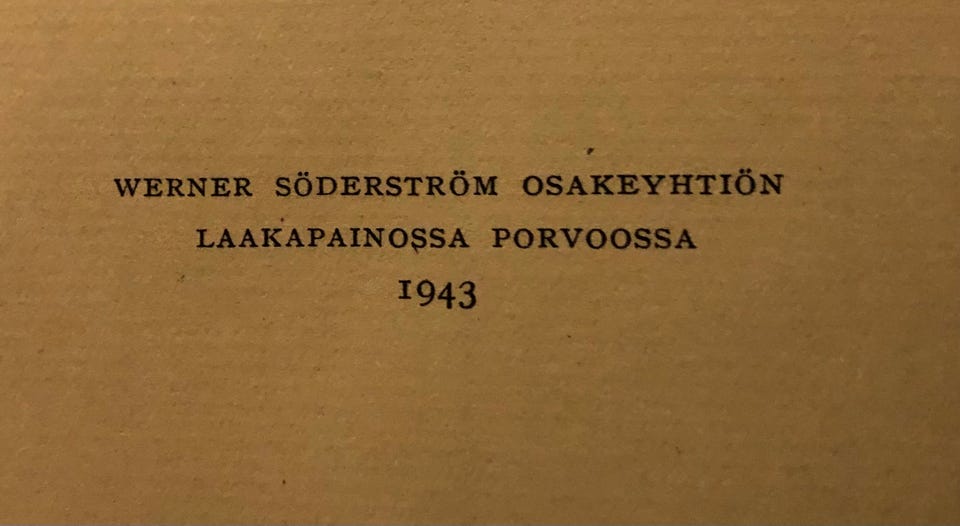 WERNER SÖDERSTRÖM OSAKEYHTIÖN
LAAKAPAINOSSA PORVOOSSA
1943